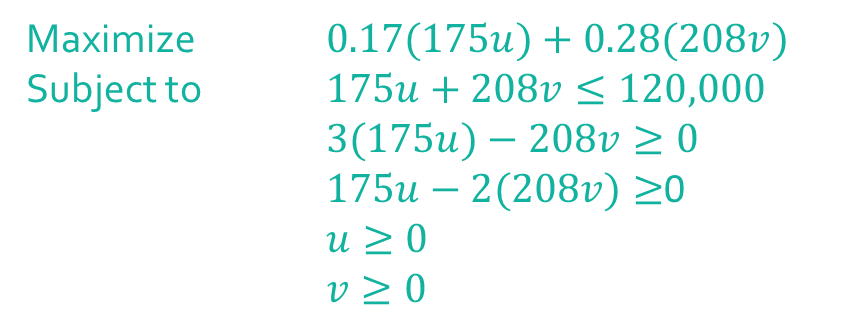 Maximize 0.17(175u) + 0.28(208v)
Subject to 175u + 208v ≤ 120,000
3(175u) − 208v ≥ 0
175u − 2(208v) ≥0
u ≥ 0
v ≥ 0